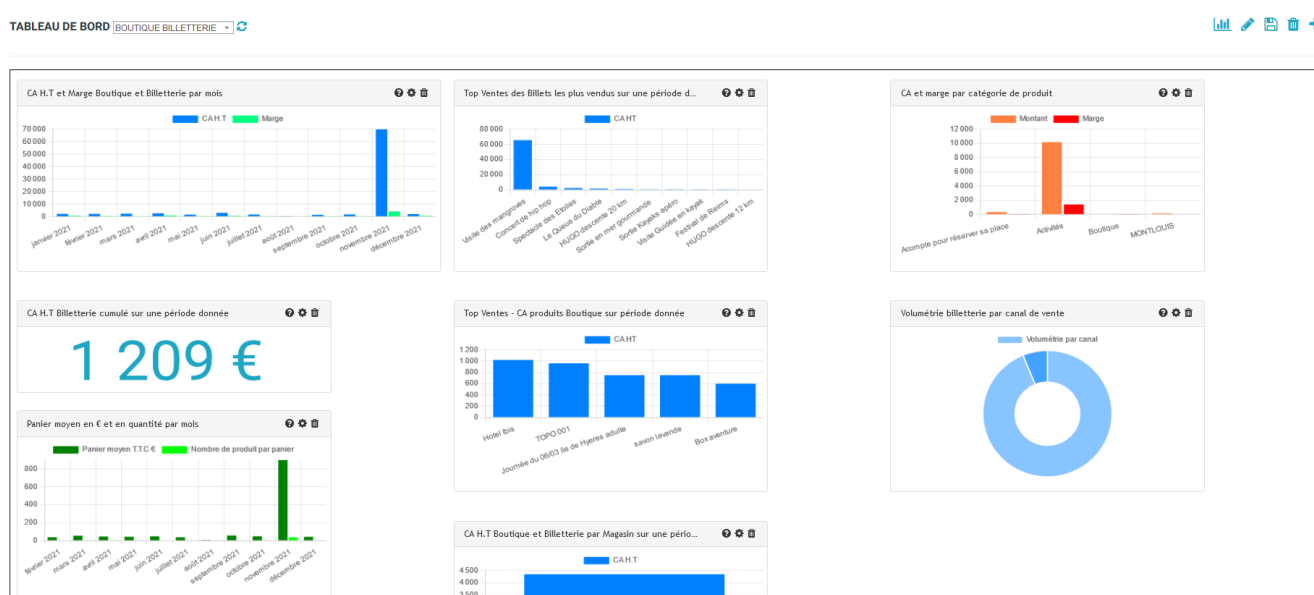 TABLEAU DE BORD BOUTIQUE BILLETTERIE
CA H.T et Marge Boutique et Billetterie par mois
CA H.T Marge
70 000
60 000
50 000
40 000
30 000
20 000
10 000
0
janvier 2021
février 2021
mars 2021
avril 2021
mai 2021
juin 2021
juillet 2021
août 2021
septembre 2021
octobre 2021
novembre 2021
décembre 2021
Top Ventes des Billets les plus vendus sur une période d...
CA HT
80 000
60 000
40 000
20 000
0
Visite des mangroves
Concert de hip hop
Spectacle des Etoiles
Le Queue du Diable
HUGO descente 20 km
Sortie en mer gourmande
Sortie Kayaks apéro
Visite Guidée en kayak
Festival de Reims
HUGO descente 12 km
CA et marge par catégorie de produit
Montant Marge
12 000
10 000
8 000
6 000
4 000
2 000
0
Acompte pour réserver sa place
Activités
Boutique
MONTLOUIS
CA H.T Billetterie cumulé sur une période donnée
1 209 €
Top Ventes - CA produits Boutique sur période donnée
CA HT
1 200
1 000
800
600
400
200
0
Hotel Ibis
TOPO 001
Journée du 06/03 ile de Hyeres adulte
savon lavande
Box aventure
Volumétrie billetterie par canal de vente
Volumétrie par canal
Panier moyen en € et en quantité par mois
Panier moyen T.T.C € Nombre de produit par panier
800
600
400
200
0
février 2021
mars 2021
avril 2021
mai 2021
juin 2021
juillet 2021
août 2021
septembre 2021
octobre 2021
novembre 2021
décembre 2021
CA H.T Boutique et Billetterie par Magasin sur une pério...
CA H.T
4 500
4 000
3 500